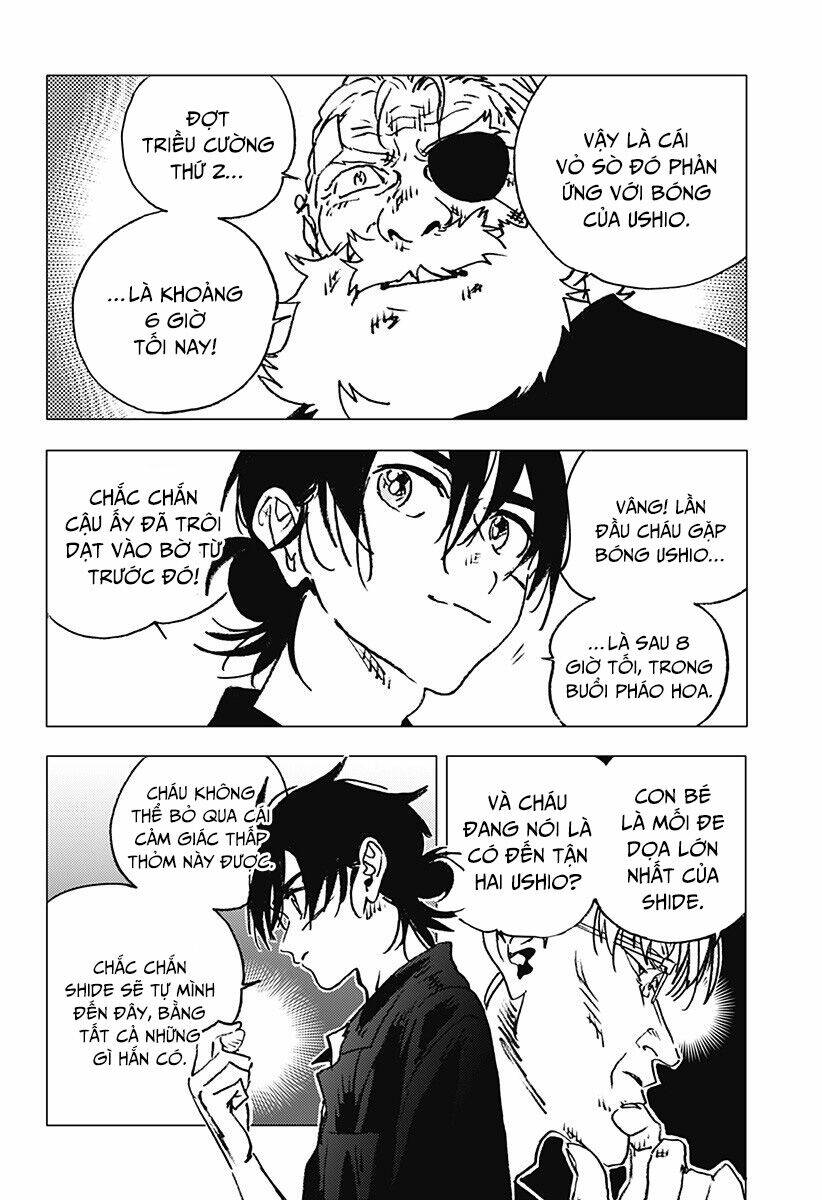 VẬY LÀ CÁI
VỎ SÒ ĐÓ PHẢN
ỨNG VỚI BÓNG
CỦA USHIO.
ĐỢT
TRIỀU CƯỜNG
THỨ 2...
...LÀ KHOẢNG
6 GIỜ
TỐI NAY!
VÂNG! LẦN
ĐẦU CHÁU GẶP
BÓNG USHIO...
...LÀ SAU 8
GIỜ TỐI, TRONG
BUỔI PHÁO HOA.
CHẮC CHẮN
CẬU ẤY ĐÃ TRÔI
DẠT VÀO BỜ TỪ
TRƯỚC ĐÓ!
CON BÉ
LÀ MỐI ĐE
DỌA LỚN
NHẤT CỦA
SHIDE.
VÀ CHÁU
ĐANG NÓI LÀ
CÓ ĐẾN TẬN
HAI USHIO?
CHÁU KHÔNG
THỂ BỎ QUA CÁI
CẢM GIÁC THẤP
THỎM NÀY ĐƯỢC.
CHẮC CHẮN
SHIDE SẼ TỰ MÌNH
ĐẾN ĐÂY, BẰNG
TẤT CẢ NHỮNG
GÌ HẮN CÓ.